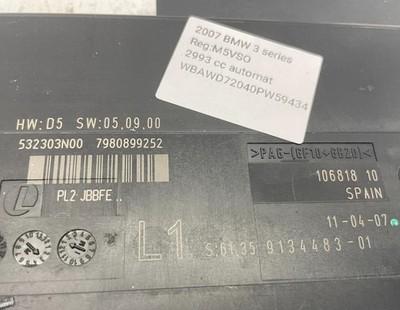 2007 BMW 3 series
Reg:M5VSO
2993 cc automat
WBAWD72040PW59434
HW:D5 SW:05.09.00
532303N00 7980899252
>PAG-(GF10+GB20)<
PL2 JBBFE..
106818 10
SPAIN
11-04-07
L1
S:61.35 9134483-01